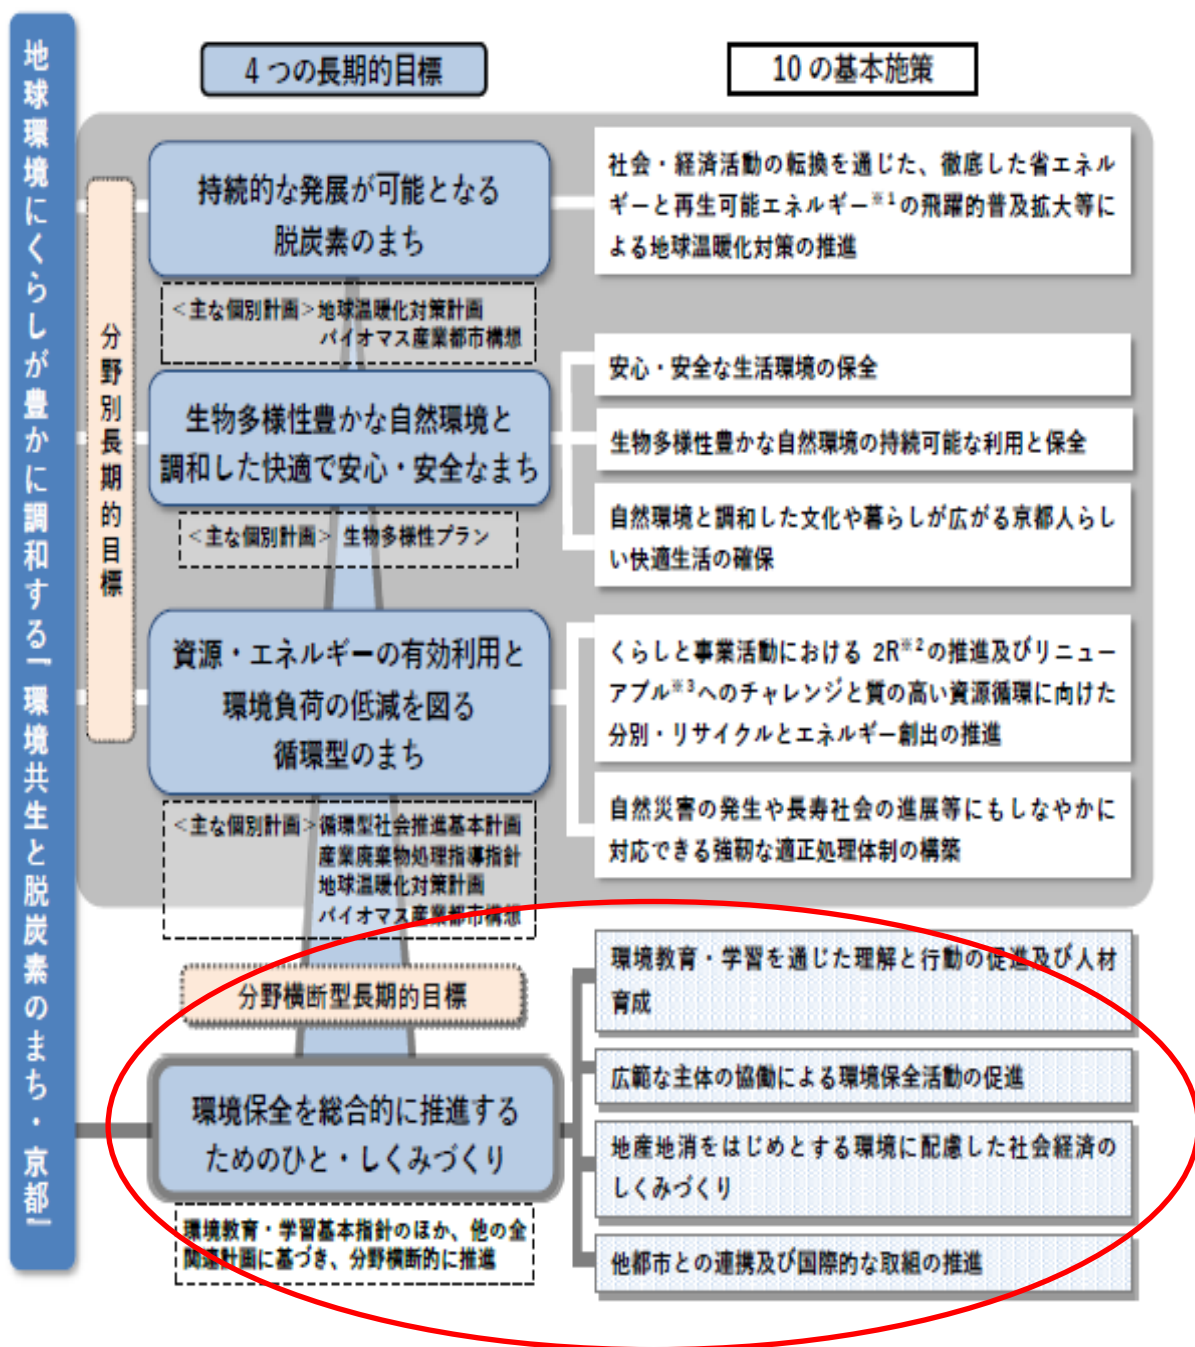 地球環境にくらしが豊かに調和する『環境共生と脱炭素のまち・京都』
4つの長期的目標
10の基本施策
分野別長期的目標
持続的な発展が可能となる
脱炭素のまち
<主な個別計画>地球温暖化対策計画
バイオマス産業都市構想
社会・経済活動の転換を通じた、徹底した省エネル
ギーと再生可能エネルギー※1の飛躍的普及拡大等に
よる地球温暖化対策の推進
生物多様性豊かな自然環境と
調和した快適で安心・安全なまち
<主な個別計画> 生物多様性プラン
安心・安全な生活環境の保全
生物多様性豊かな自然環境の持続可能な利用と保全
自然環境と調和した文化や暮らしが広がる京都人らし
い快適生活の確保
資源・エネルギーの有効利用と
環境負荷の低減を図る
循環型のまち
<主な個別計画>循環型社会推進基本計画
産業廃棄物処理指導指針
地球温暖化対策計画
バイオマス産業都市構想
くらしと事業活動における 2R※2の推進及びリニュー
アブル※3へのチャレンジと質の高い資源循環に向けた
分別・リサイクルとエネルギー創出の推進
自然災害の発生や長寿社会の進展等にもしなやかに
対応できる強靭な適正処理体制の構築
分野横断型長期的目標
環境保全を総合的に推進する
ためのひと・しくみづくり
環境教育・学習基本指針のほか、他の全
関連計画に基づき、分野横断的に推進
環境教育・学習を通じた理解と行動の促進及び人材
育成
広範な主体の協働による環境保全活動の促進
地産地消をはじめとする環境に配慮した社会経済の
しくみづくり
他都市との連携及び国際的な取組の推進